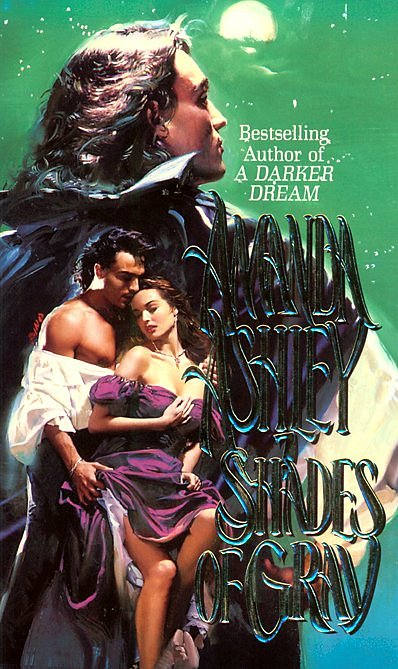 Bestselling
Author of
A DARKER
DREAM
AMANDA
ASHLEY
SHADES
OF GRAY